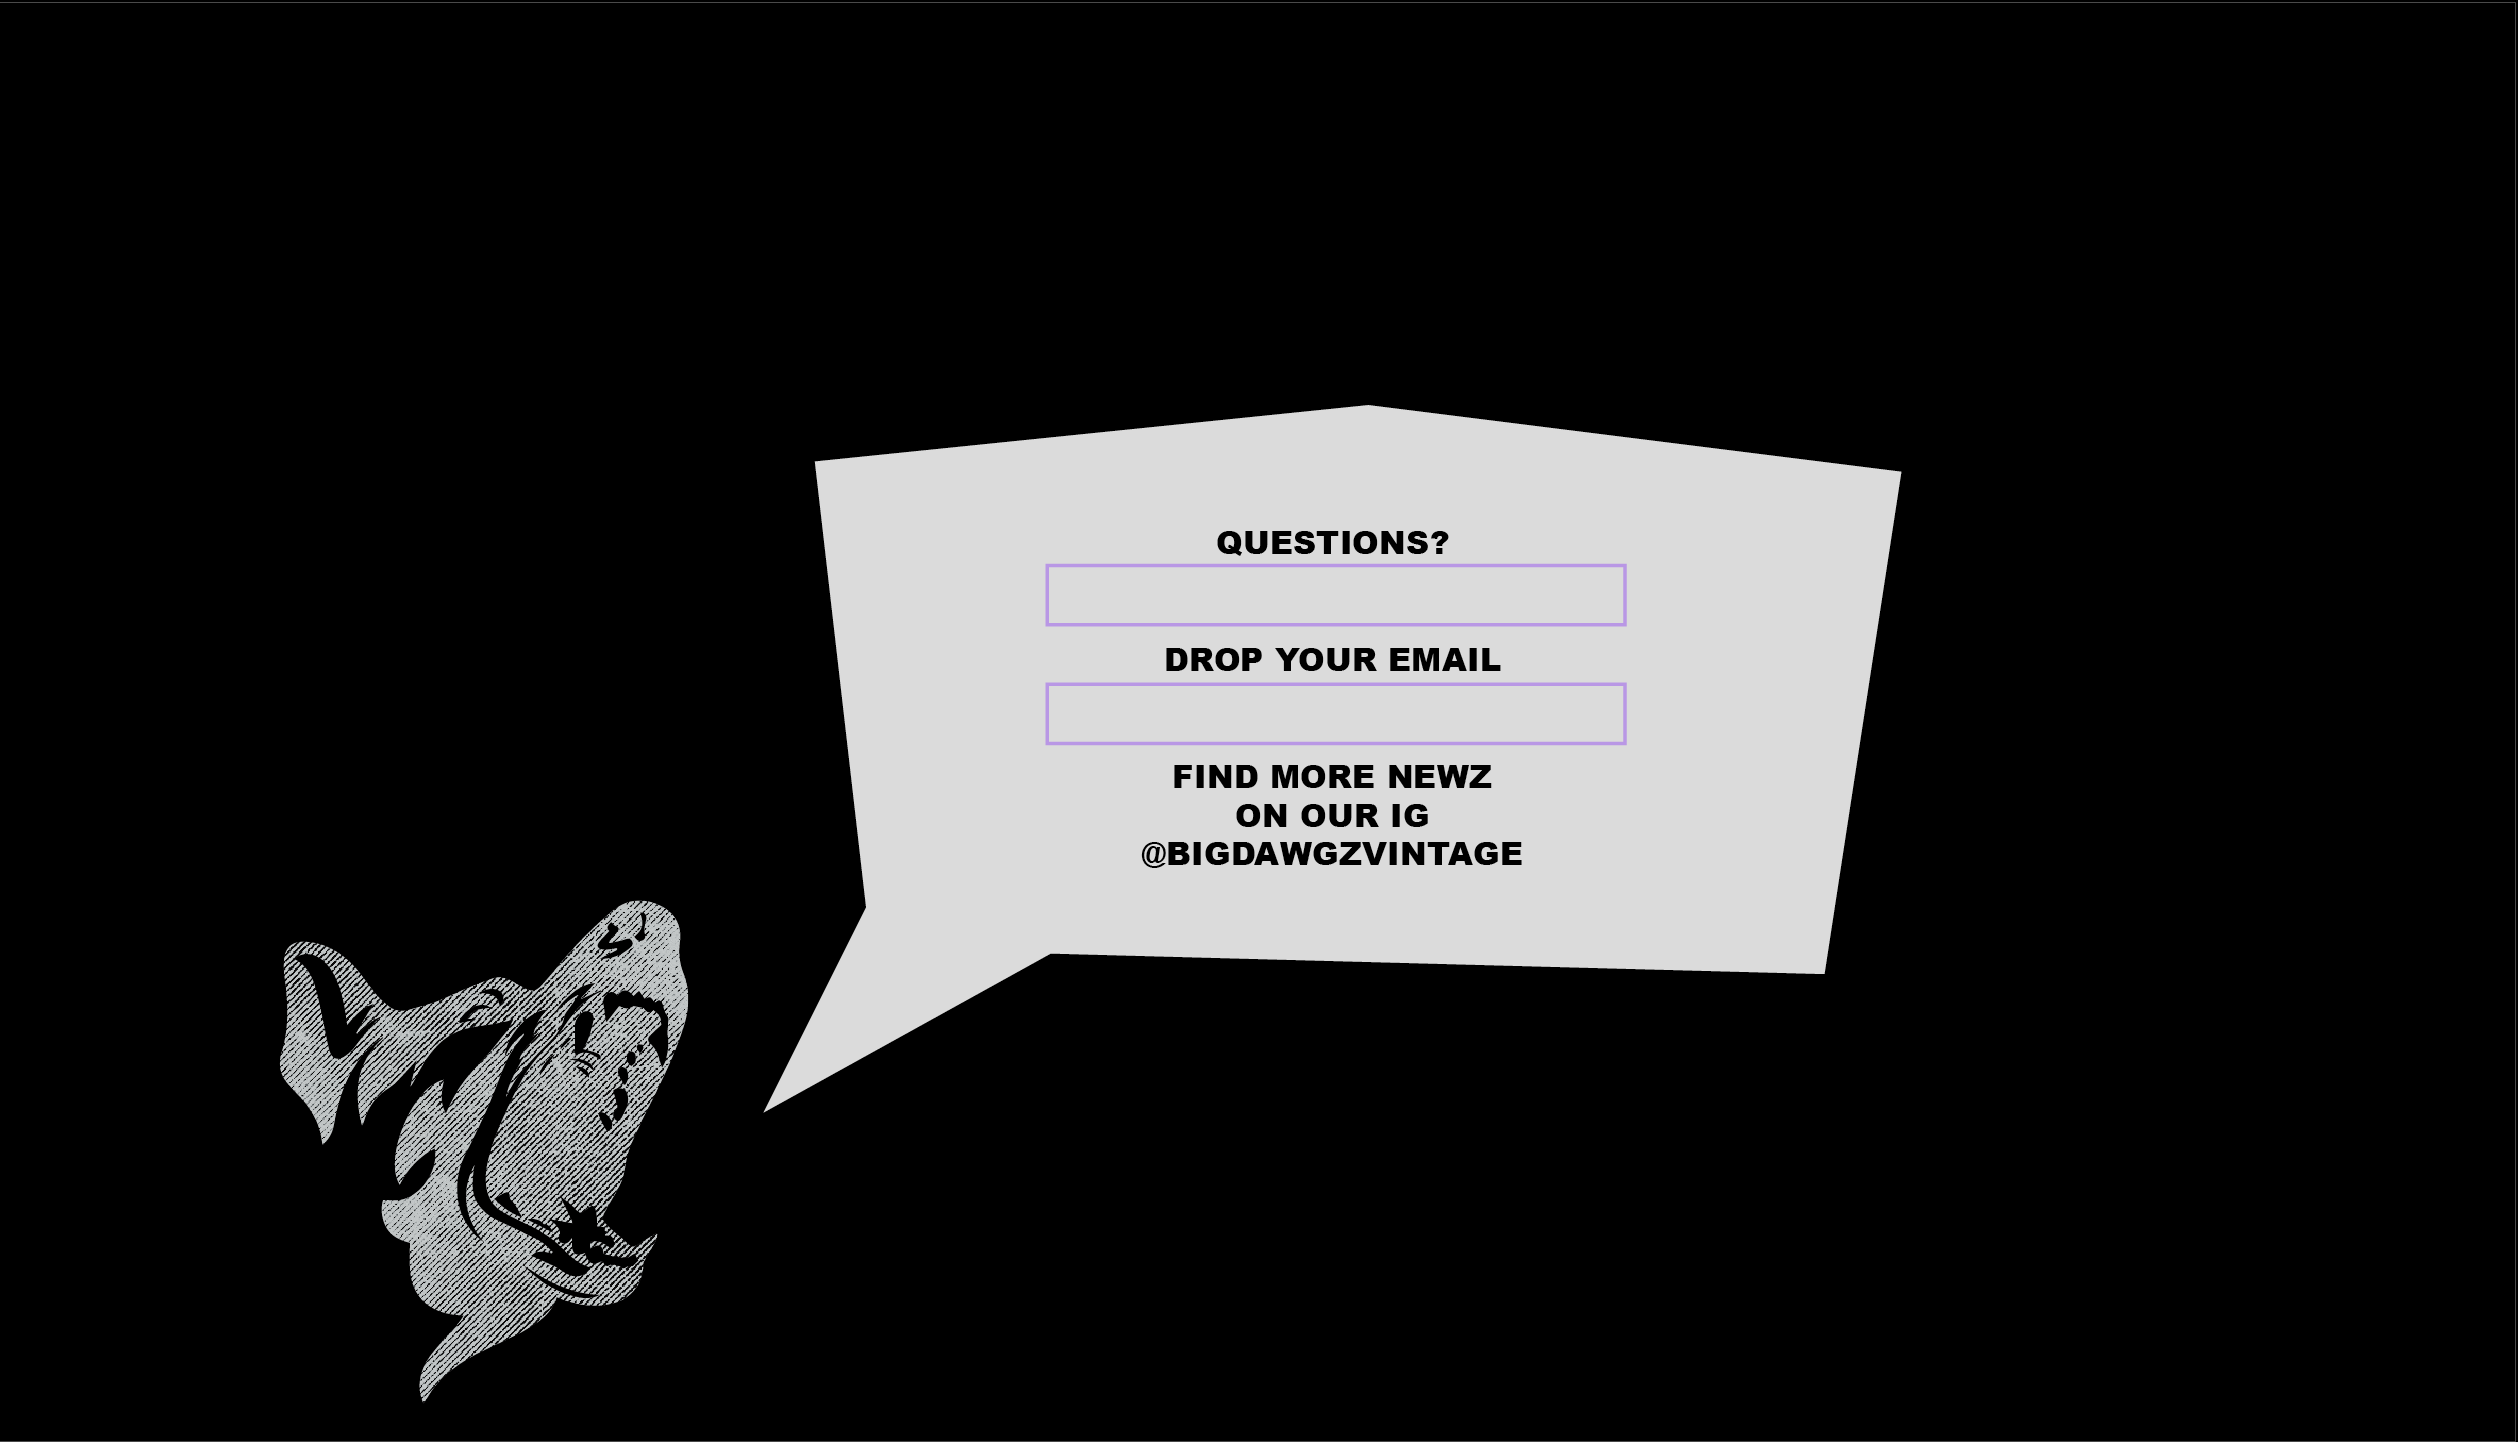 QUESTIONS?
DROP YOUR EMAIL
FIND MORE NEWZ
ON OUR IG
@BIGDAWGZVINTAGE